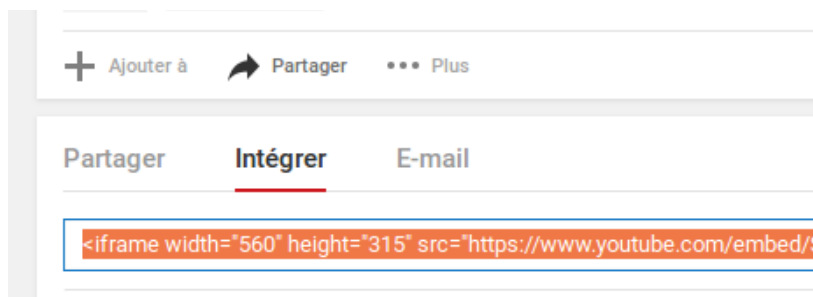 Ajouter à Partager Plus
Partager Intégrer E-mail
<iframe width="560" height="315" src="https://www.youtube.com/embed/